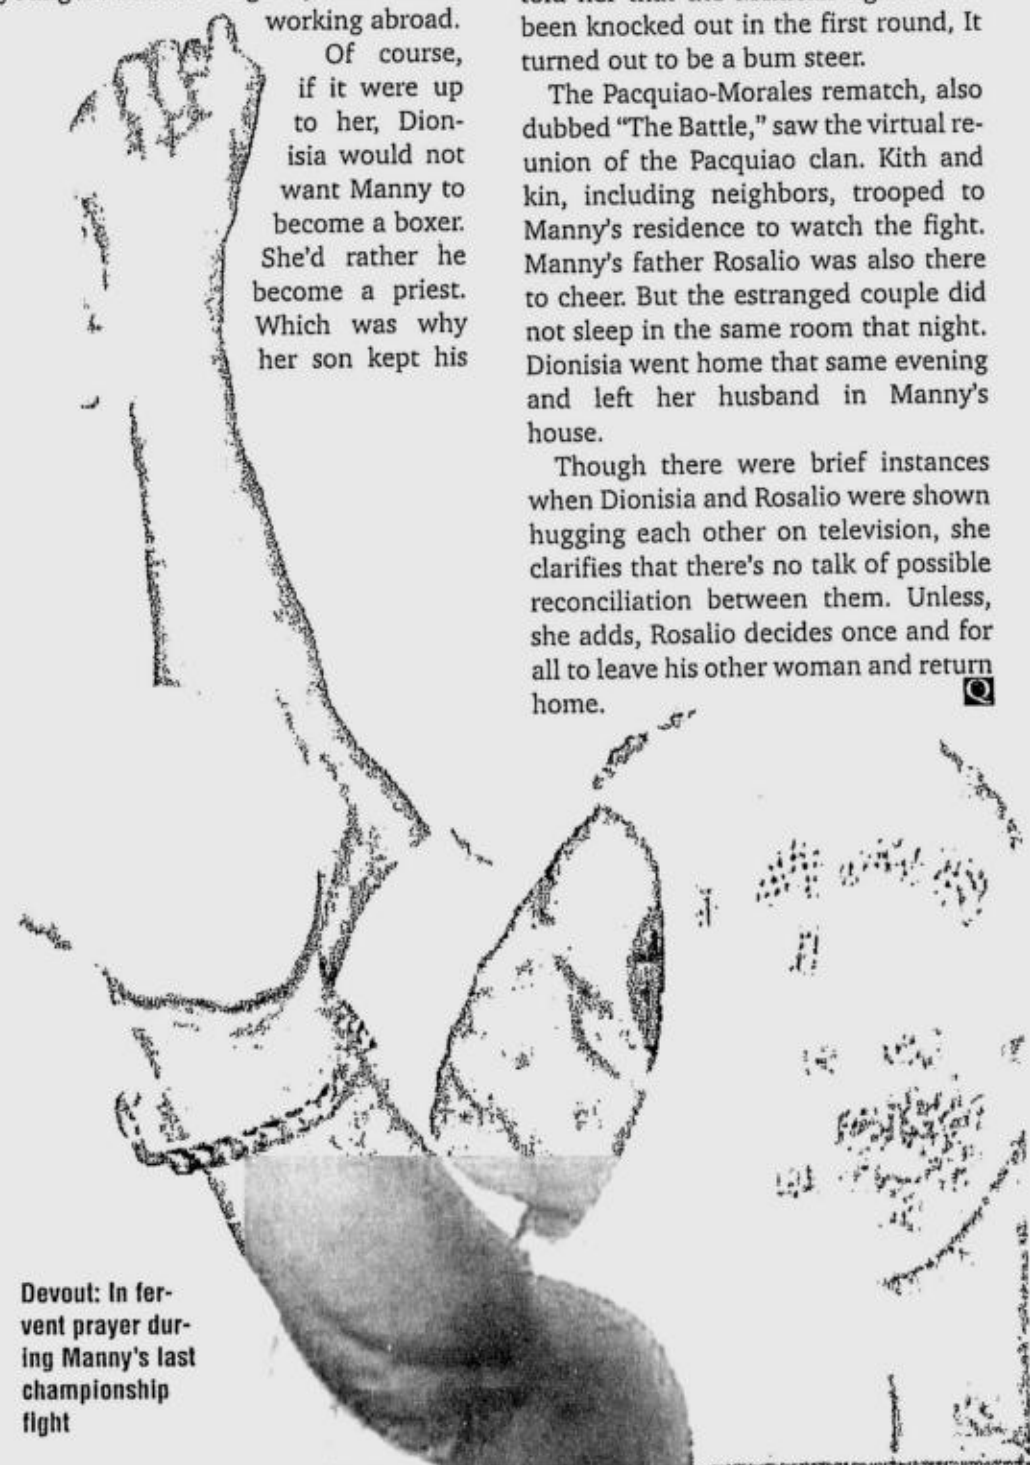 working abroad.
Of course,
if it were up
to her, Dion-
isia would not
want Manny to
become a boxer.
She'd rather he
become a priest.
Which was why
her son kept his
been knocked out in the first round, It
turned out to be a bum steer.
The Pacquiao-Morales rematch, also
dubbed "The Battle," saw the virtual re-
union of the Pacquiao clan. Kith and
kin, including neighbors, trooped to
Manny's residence to watch the fight.
Manny's father Rosalio was also there
to cheer. But the estranged couple did
not sleep in the same room that night.
Dionisia went home that same evening
and left her husband in Manny's
house.
Though there were brief instances
when Dionisia and Rosalio were shown
hugging each other on television, she
clarifies that there's no talk of possible
reconciliation between them. Unless,
she adds, Rosalio decides once and for
all to leave his other woman and return
home.
Q
Devout: In fer-
vent prayer dur-
ing Manny's last
championship
fight